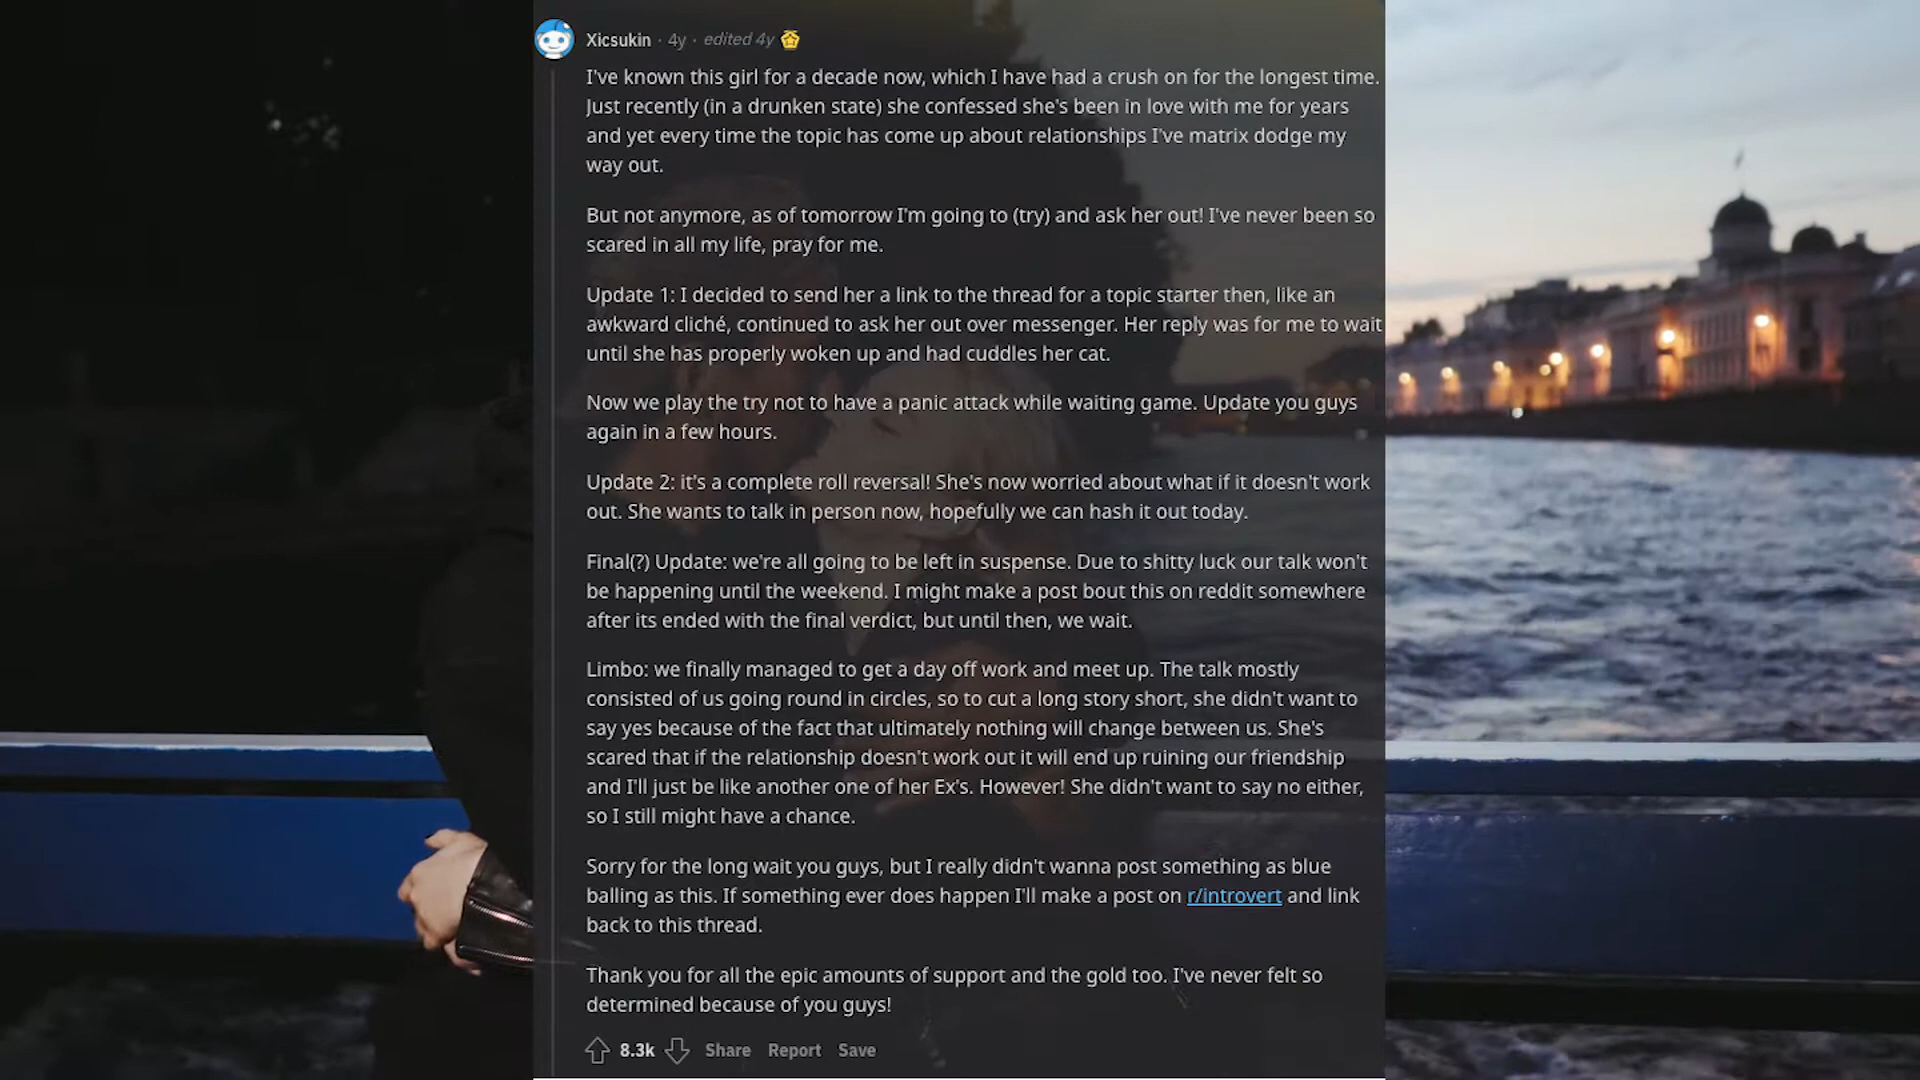 Xicsukin · 4y · edited 4y
I've known this girl for a decade now, which I have had a crush on for the longest time.
Just recently (in a drunken state) she confessed she's been in love with me for years
and yet every time the topic has come up about relationships I've matrix dodge my
way out.
But not anymore, as of tomorrow I'm going to (try) and ask her out! I've never been so
scared in all my life, pray for me.
Update 1: I decided to send her a link to the thread for a topic starter then, like an
awkward cliché, continued to ask her out over messenger. Her reply was for me to wait
until she has properly woken up and had cuddles her cat.
Now we play the try not to have a panic attack while waiting game. Update you guys
again in a few hours.
Update 2: it's a complete roll reversal! She's now worried about what if it doesn't work
out. She wants to talk in person now, hopefully we can hash it out today.
Final(?) Update: we're all going to be left in suspense. Due to shitty luck our talk won't
be happening until the weekend. I might make a post bout this on reddit somewhere
after its ended with the final verdict, but until then, we wait.
Limbo: we finally managed to get a day off work and meet up. The talk mostly
consisted of us going round in circles, so to cut a long story short, she didn't want to
say yes because of the fact that ultimately nothing will change between us. She's
scared that if the relationship doesn't work out it will end up ruining our friendship
and I'll just be like another one of her Ex's. However! She didn't want to say no either,
so I still might have a chance.
Sorry for the long wait you guys, but I really didn't wanna post something as blue
balling as this. If something ever does happen I'll make a post on r/introvert and link
back to this thread.
Thank you for all the epic amounts of support and the gold too. I've never felt so
determined because of you guys!
8.3k Share Report Save